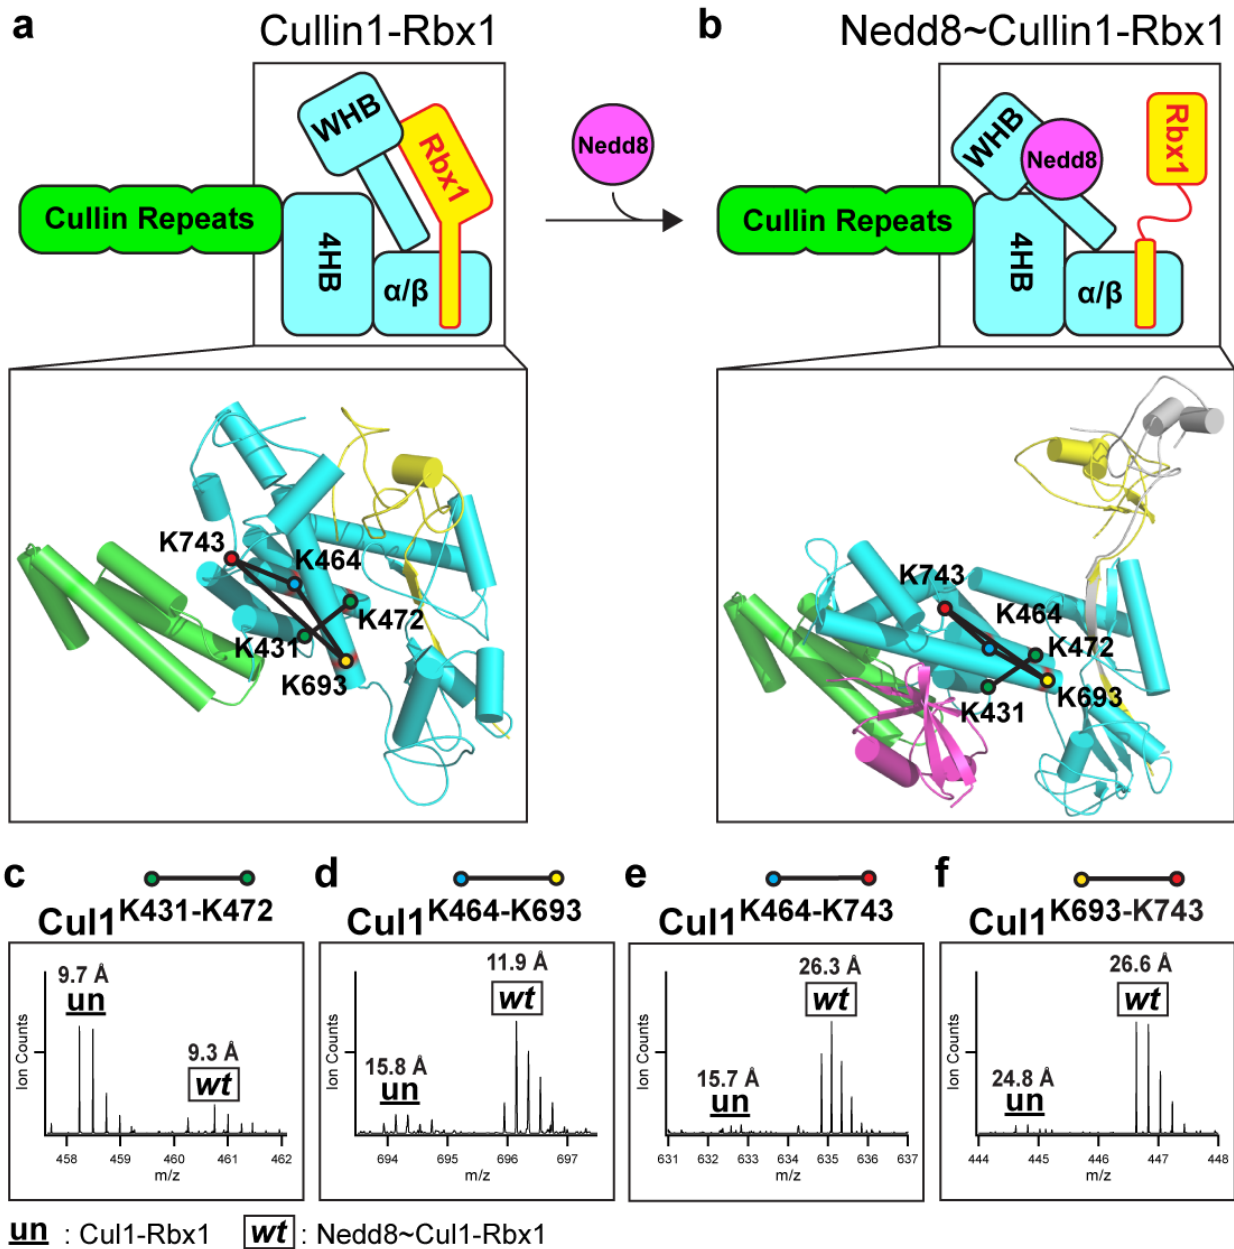 a Cullin1-Rbx1
WHB
Rbx1
Cullin Repeats
4HB
α/β
Nedd8
b Nedd8~Cullin1-Rbx1
WHB
Nedd8
Rbx1
Cullin Repeats
4HB
α/β
K743
K464
K472
K431
K693
K743
K464
K472
K693
K431
c Cul1K431-K472
9.7 Å
un
9.3 Å
wt
Ion Counts
458 459 460 461 462
m/z
d Cul1K464-K693
11.9 Å
wt
15.8 Å
un
Ion Counts
694 695 696 697
m/z
e Cul1K464-K743
26.3 Å
wt
15.7 Å
un
Ion Counts
631 632 633 634 635 636 637
m/z
f Cul1K693-K743
26.6 Å
wt
24.8 Å
un
Ion Counts
444 445 446 447 448
m/z
un : Cul1-Rbx1 wt : Nedd8~Cul1-Rbx1